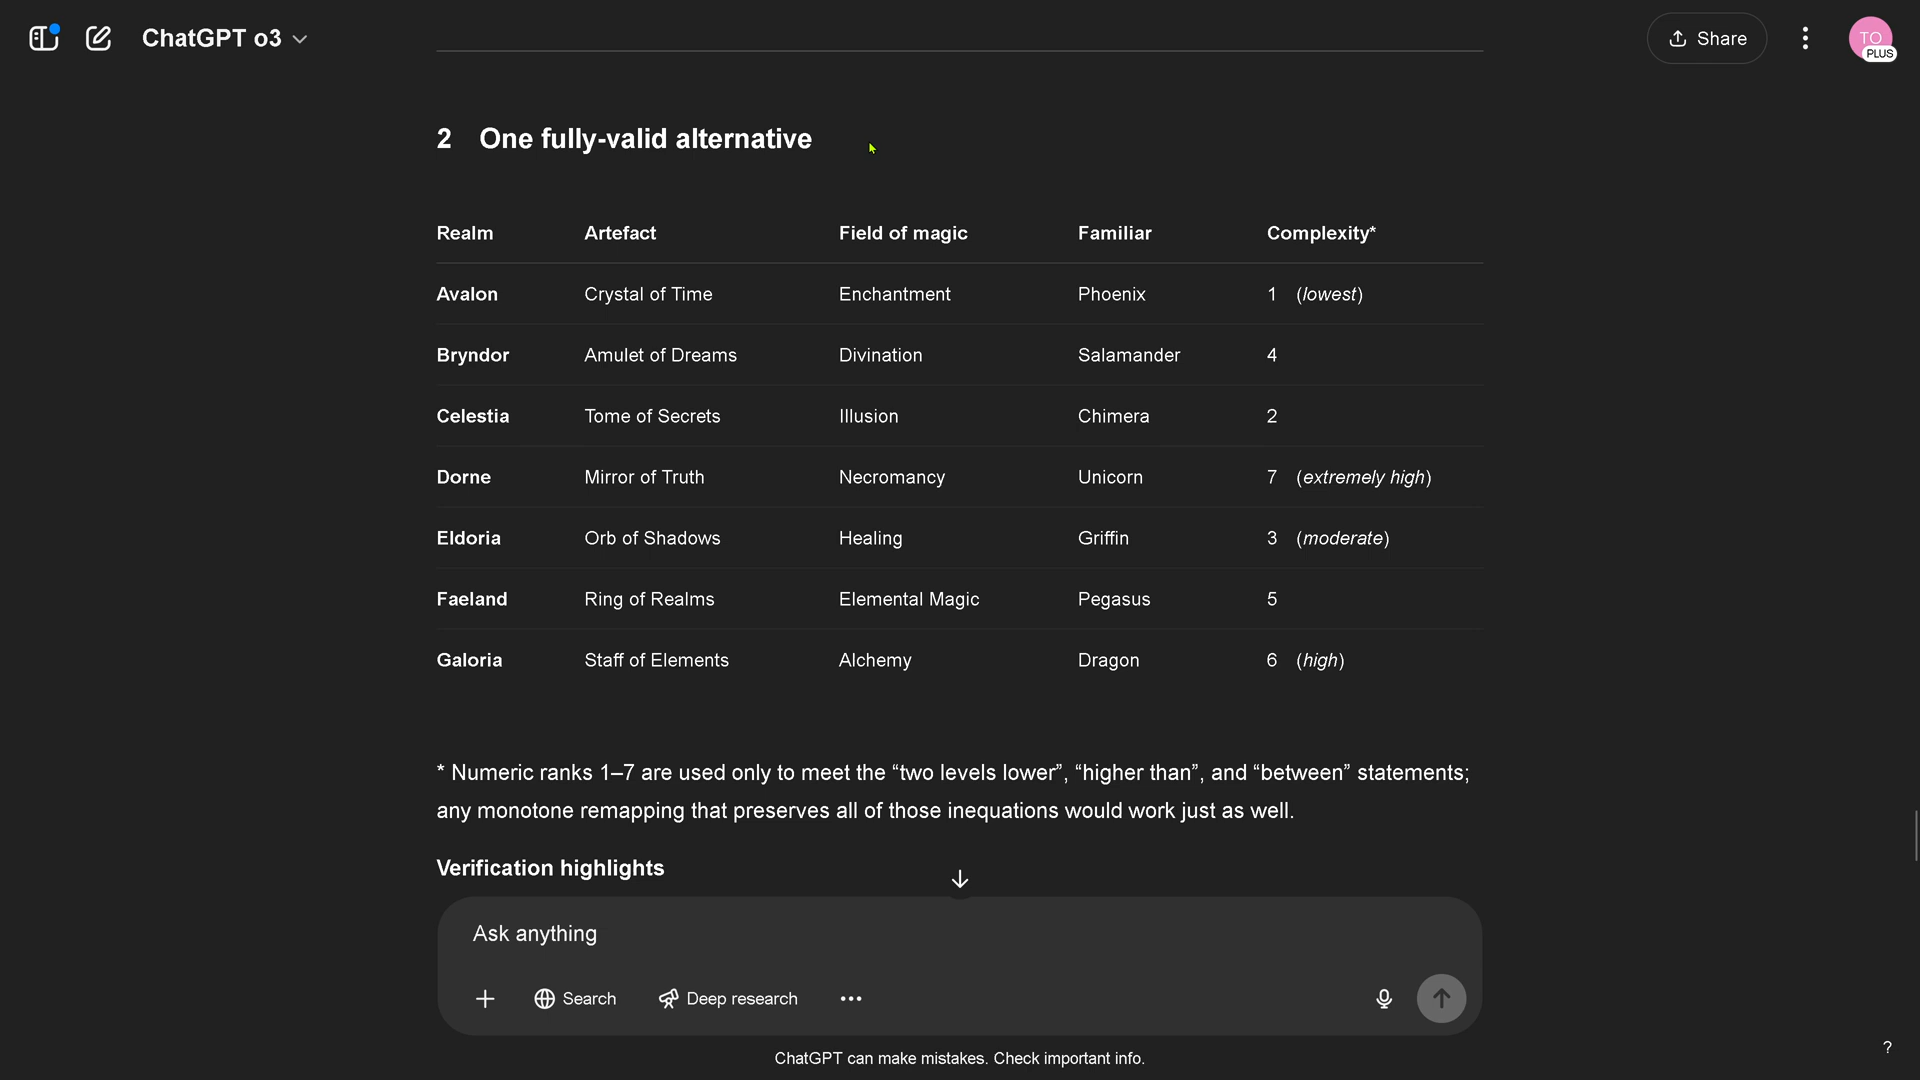 ChatGPT o3
Share
TO
PLUS
2 One fully-valid alternative
Realm Artefact Field of magic Familiar Complexity*
Avalon Crystal of Time Enchantment Phoenix 1 (lowest)
Bryndor Amulet of Dreams Divination Salamander 4
Celestia Tome of Secrets Illusion Chimera 2
Dorne Mirror of Truth Necromancy Unicorn 7 (extremely high)
Eldoria Orb of Shadows Healing Griffin 3 (moderate)
Faeland Ring of Realms Elemental Magic Pegasus 5
Galoria Staff of Elements Alchemy Dragon 6 (high)
* Numeric ranks 1–7 are used only to meet the “two levels lower”, “higher than”, and “between” statements;
any monotone remapping that preserves all of those inequations would work just as well.
Verification highlights
Ask anything
Search Deep research
ChatGPT can make mistakes. Check important info.
?